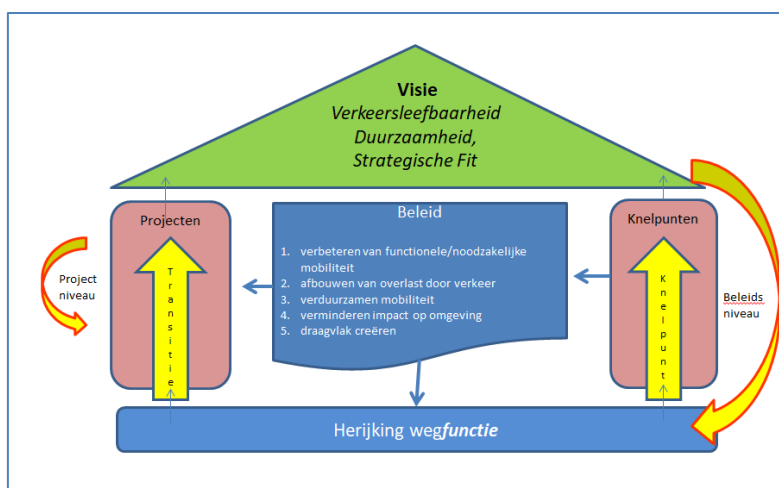 Visie
Verkeersleefbaarheid
Duurzaamheid,
Strategische Fit
Projecten
Transitie
Project
niveau
Beleid
1. verbeteren van functionele/noodzakelijke
mobiliteit
2. afbouwen van overlast door verkeer
3. verduurzamen mobiliteit
4. verminderen impact op omgeving
5. draagvlak creëren
Knelpunten
Knelpunt
Beleids
niveau
Herijking wegfunctie